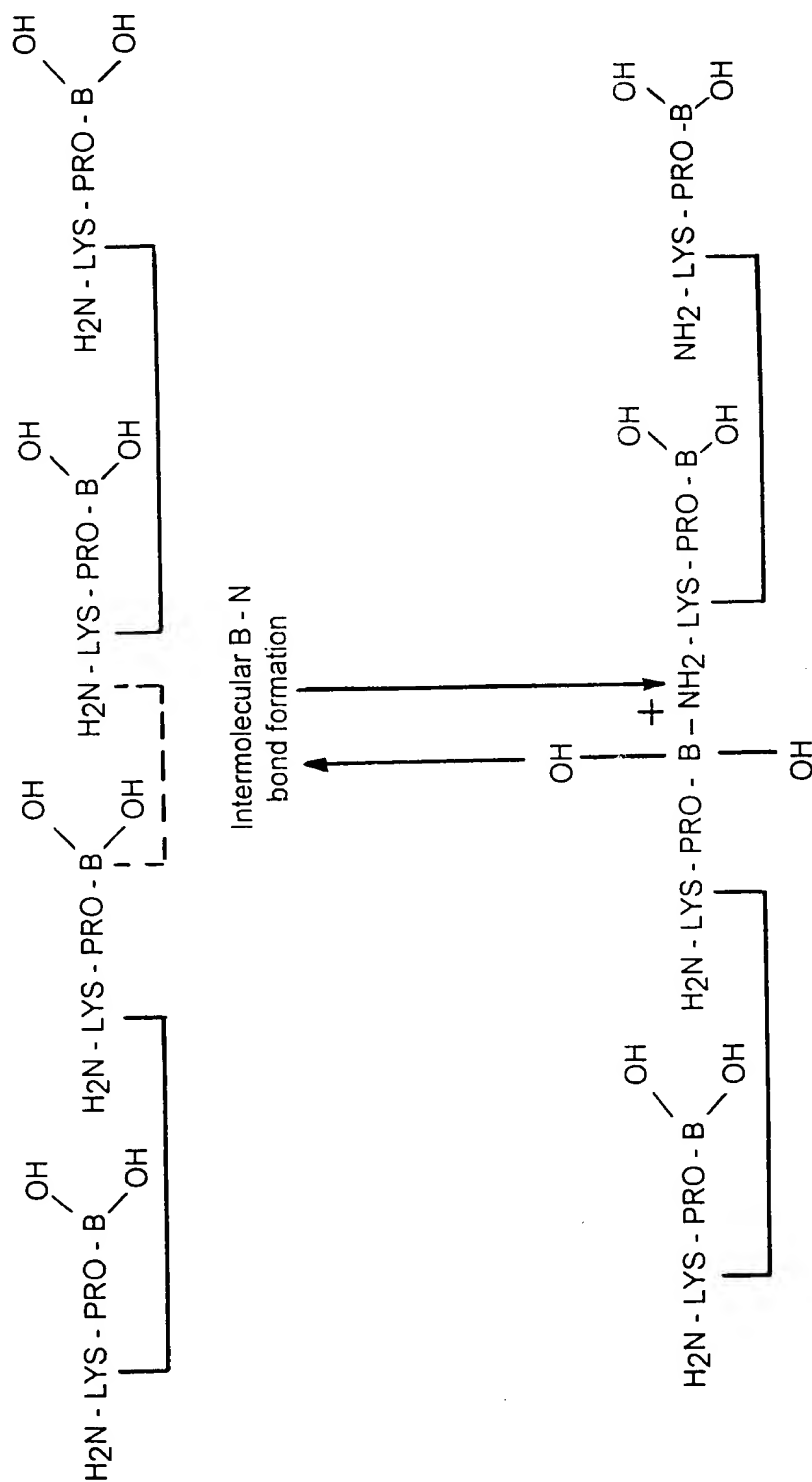 OH OH OH OH
H2N - LYS - PRO - B H2N - LYS - PRO - B H2N - LYS - PRO - B H2N - LYS - PRO - B
OH OH OH OH
Intermolecular B - N
bond formation
OH
OH OH OH
+
H2N - LYS - PRO - B H2N - LYS - PRO - B – NH2 - LYS - PRO - B NH2 - LYS - PRO -B
OH OH OH
OH